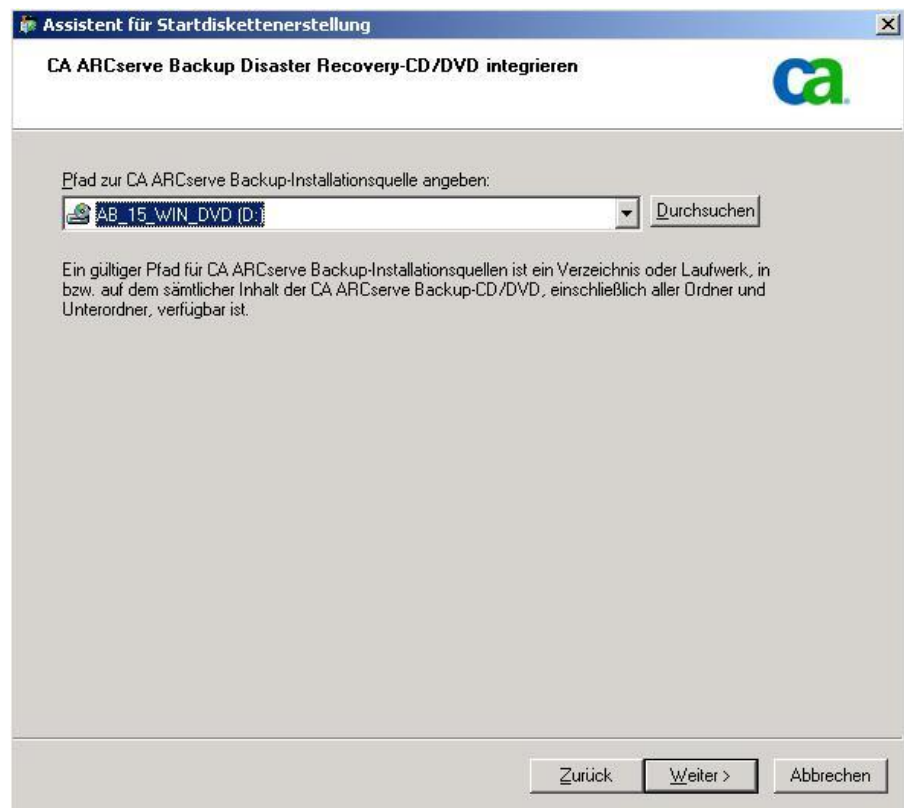 Assistent für Startdiskettenerstellung
CA ARCserve Backup Disaster Recovery-CD/DVD integrieren
ca
Pfad zur CA ARCserve Backup-Installationsquelle angeben:
AB_15_WIN_DVD (D:)
Durchsuchen
Ein gültiger Pfad für CA ARCserve Backup-Installationsquellen ist ein Verzeichnis oder Laufwerk, in
bzw. auf dem sämtlicher Inhalt der CA ARCserve Backup-CD/DVD, einschließlich aller Ordner und
Unterordner, verfügbar ist.
Zurück
Weiter >
Abbrechen